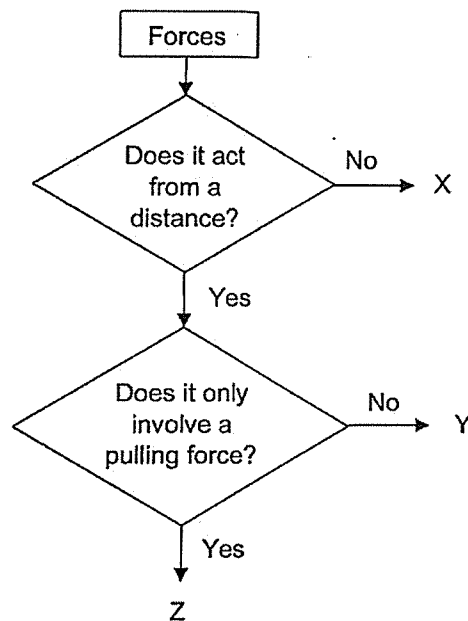 Forces
Does it act
from a
distance?
No
X
Yes
Does it only
involve a
pulling force?
No
Y
Yes
Z